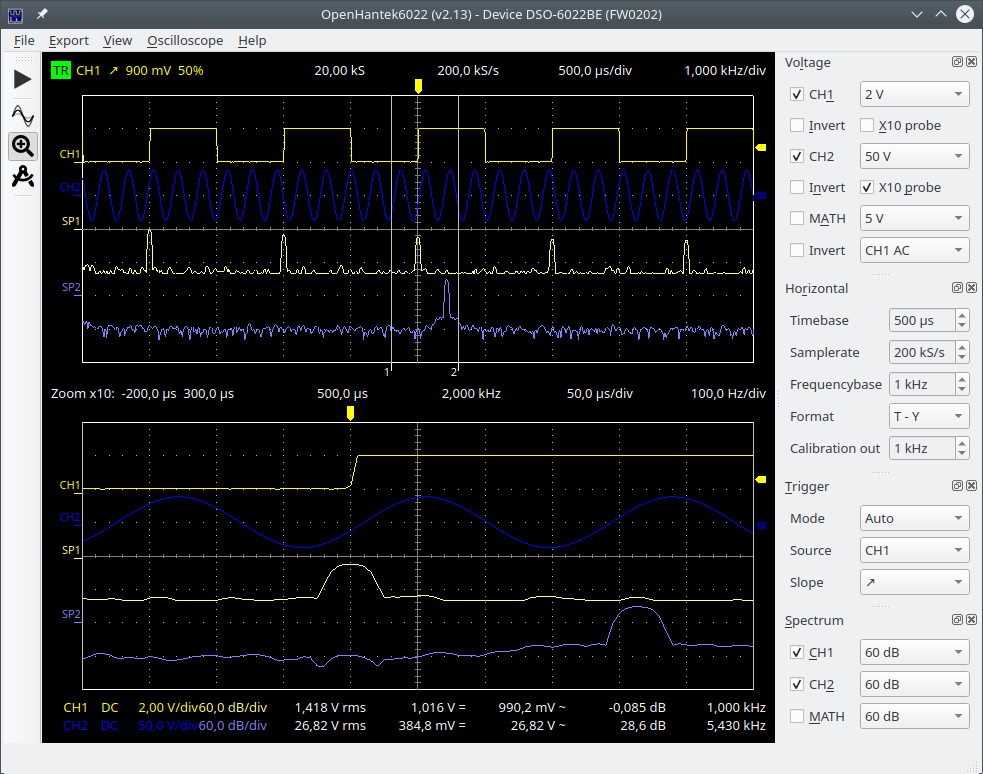 OpenHantek6022 (v2.13) - Device DSO-6022BE (FW0202)
File Export View Oscilloscope Help
TR CH1 ↗ 900 mV 50% 20,00 kS 200,0 kS/s 500,0 µs/div 1,000 kHz/div
CH1
CH2
SP1
SP2
1 2
Zoom x10: -200,0 µs 300,0 µs 500,0 µs 2,000 kHz 50,0 µs/div 100,0 Hz/div
CH1
CH2
SP1
SP2
CH1 DC 2,00 V/div60,0 dB/div 1,418 V rms 1,016 V = 990,2 mV ~ -0,085 dB 1,000 kHz
CH2 DC 50,0 V/div60,0 dB/div 26,82 V rms 384,8 mV = 26,82 V ~ 28,6 dB 5,430 kHz
Voltage
CH1 2 V
Invert X10 probe
CH2 50 V
Invert X10 probe
MATH 5 V
Invert CH1 AC
Horizontal
Timebase 500 µs
Samplerate 200 kS/s
Frequencybase 1 kHz
Format T - Y
Calibration out 1 kHz
Trigger
Mode Auto
Source CH1
Slope ↗
Spectrum
CH1 60 dB
CH2 60 dB
MATH 60 dB